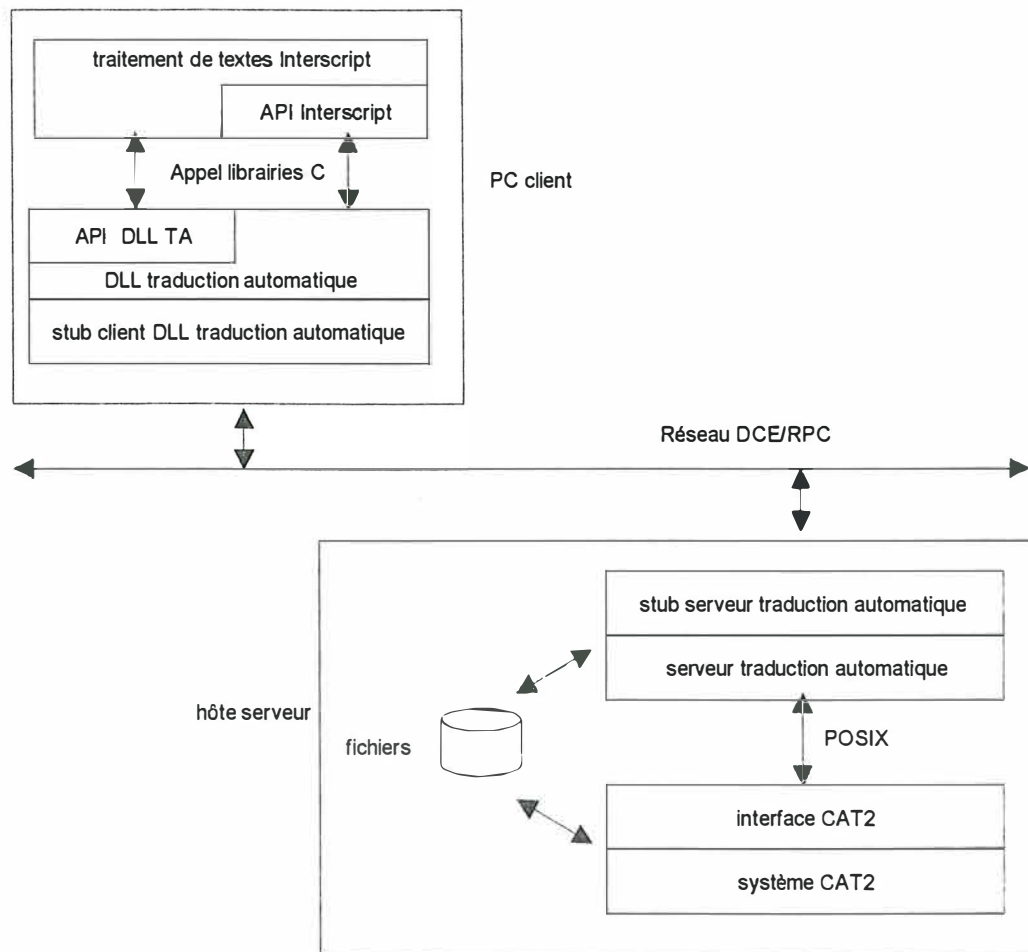 traitement de textes Interscript
API Interscript
Appel librairies C
PC client
API DLL TA
DLL traduction automatique
stub client DLL traduction automatique
Réseau DCE/RPC
stub serveur traduction automatique
serveur traduction automatique
hôte serveur
fichiers
POSIX
interface CAT2
système CAT2